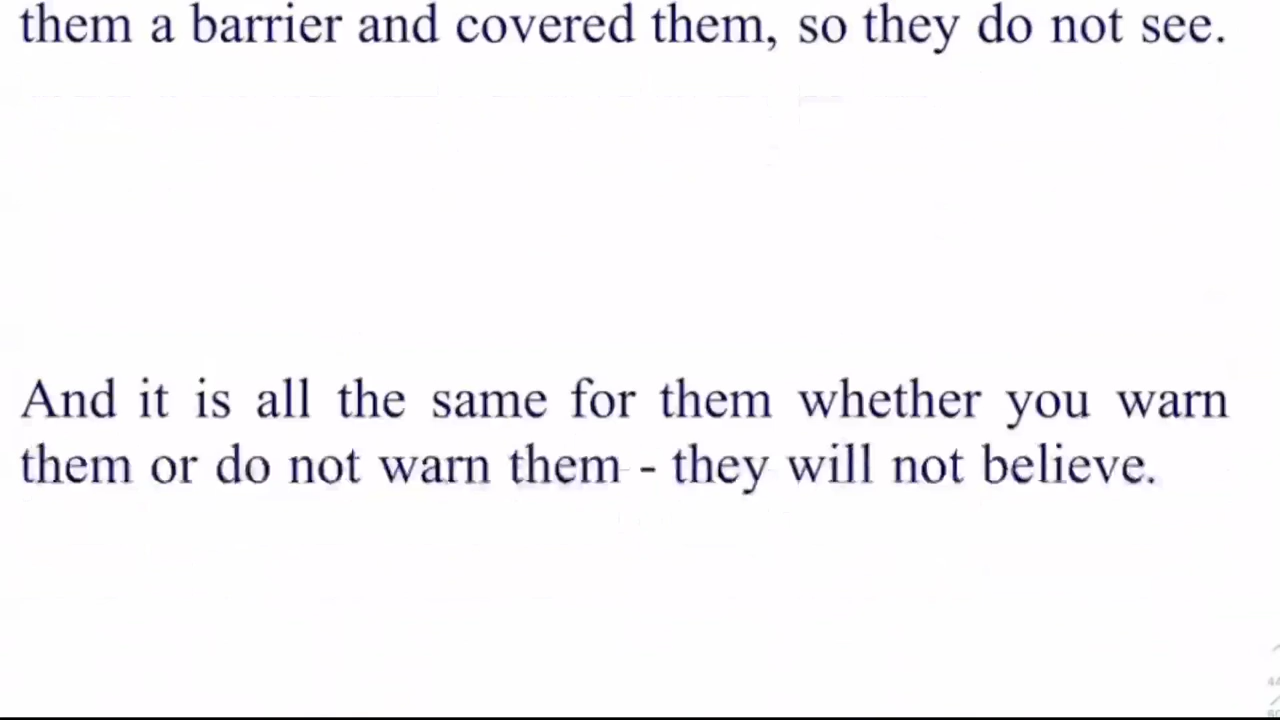 them a barrier and covered them, so they do not see.
And it is all the same for them whether you warn
them or do not warn them - they will not believe.